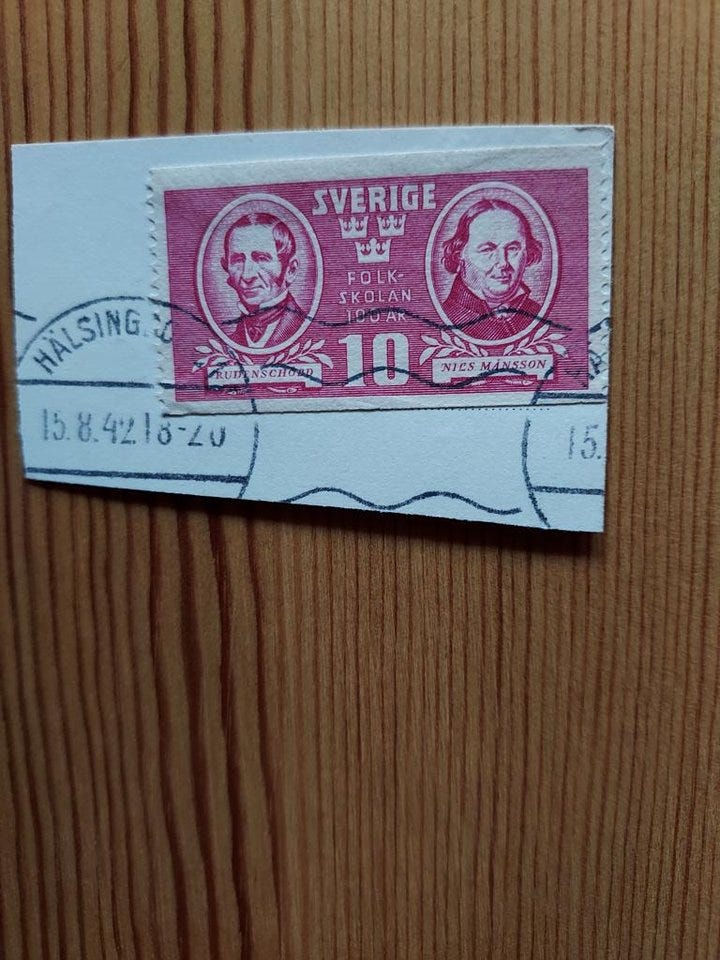 SVERIGE
FOLK-
SKOLAN
100 ÅR
10
RUDENSCHÖLD
NILS MÅNSSON
HÄLSING
15.8.42.18-20
15.